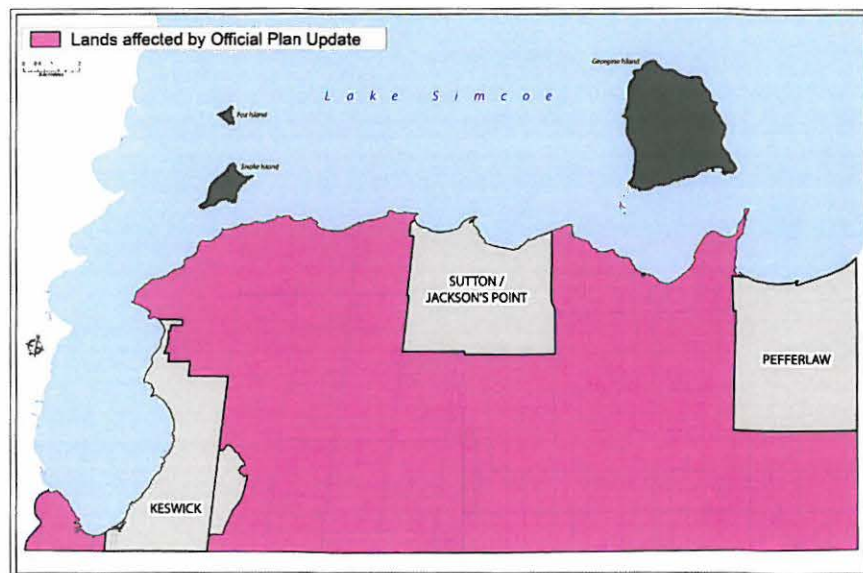 Lands affected by Official Plan Update
Georgina Island
Lake Simcoe
Fox Island
Snake Island
SUTTON /
JACKSON'S POINT
PEFFERLAW
KESWICK